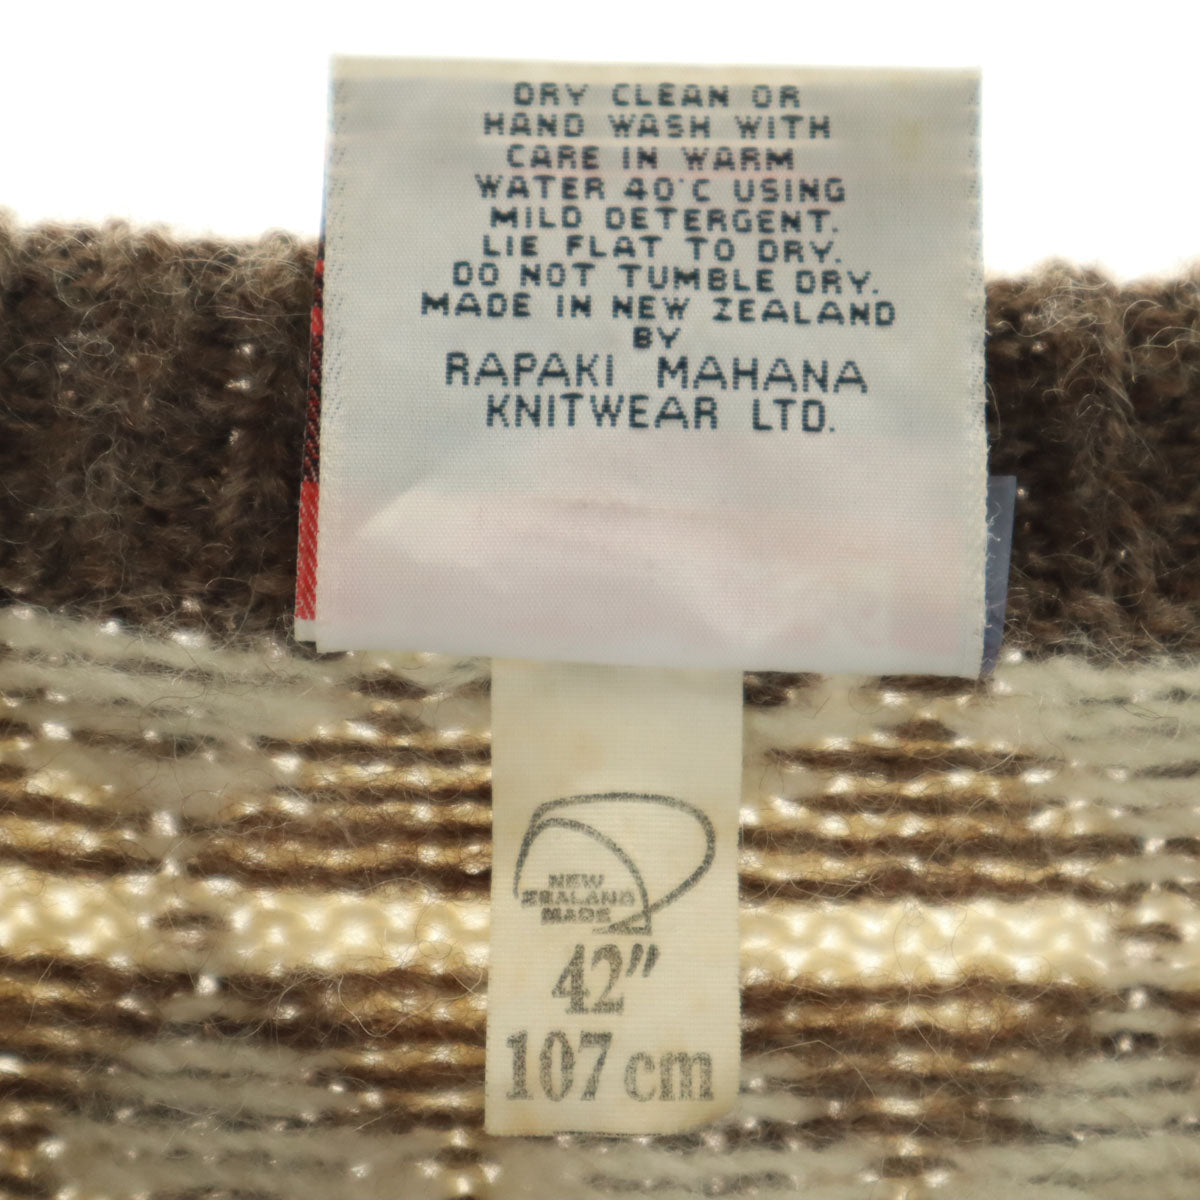 DRY CLEAN OR
HAND WASH WITH
CARE IN WARM
WATER 40°C USING
MILD DETERGENT.
LIE FLAT TO DRY.
DO NOT TUMBLE DRY.
MADE IN NEW ZEALAND
BY
RAPAKI MAHANA
KNITWEAR LTD.
NEW
ZEALAND
MADE
42"
107 cm